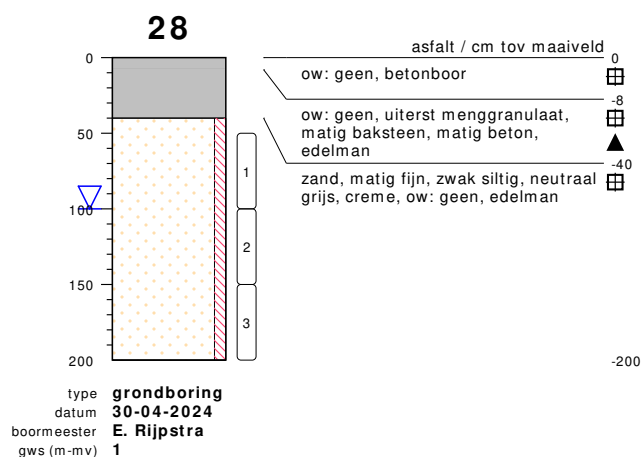 28
asfalt / cm tov maaiveld
0
0
ow: geen, betonboor
-8
ow: geen, uiterst menggranulaat,
matig baksteen, matig beton,
edelman
-40
zand, matig fijn, zwak siltig, neutraal
grijs, creme, ow: geen, edelman
50
1
100
2
150
3
200
-200
type grondboring
datum 30-04-2024
boormeester E. Rijpstra
gws (m-mv) 1